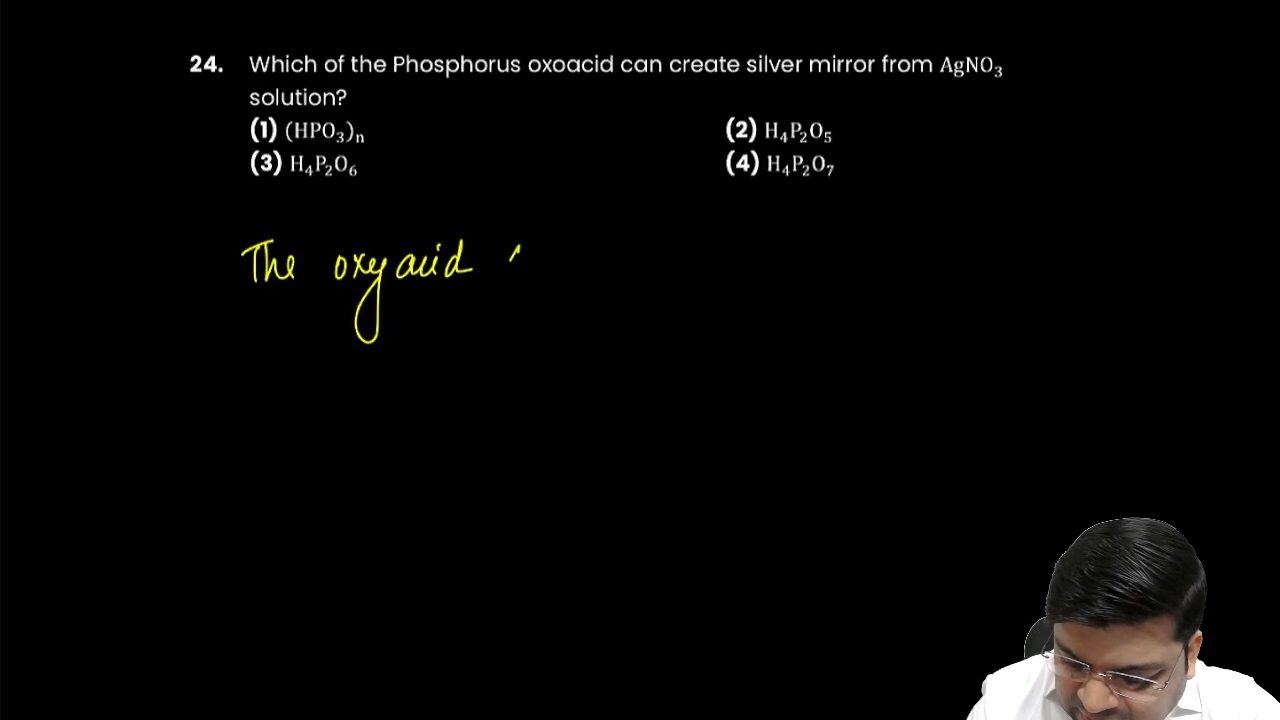 24. Which of the Phosphorus oxoacid can create silver mirror from AgNO₃
solution?
(1) (HPO₃)ₙ (2) H₄P₂O₅
(3) H₄P₂O₆ (4) H₄P₂O₇
The oxyacid